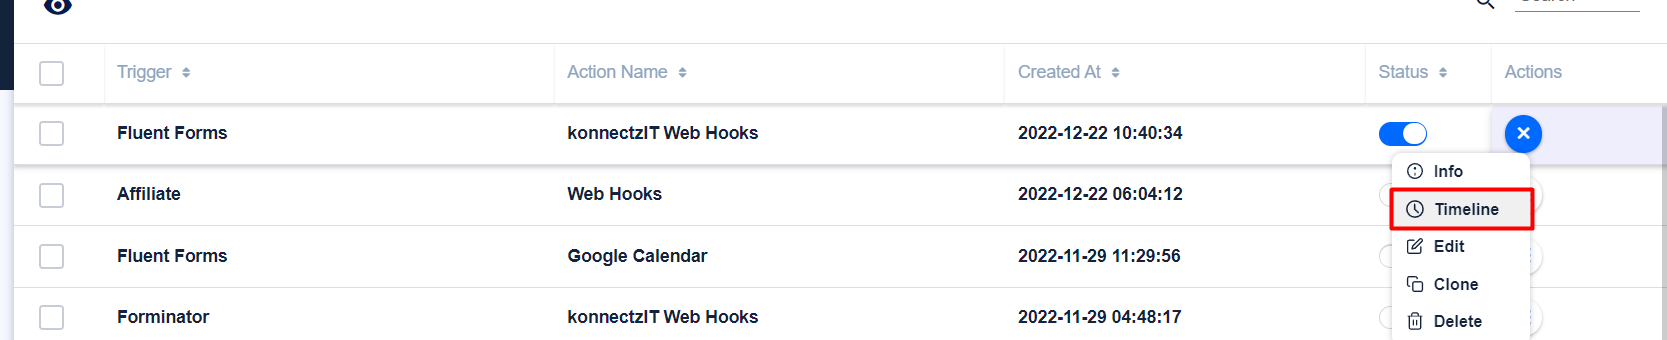 Trigger Action Name Created At Status Actions
Fluent Forms konnectzIT Web Hooks 2022-12-22 10:40:34
Info
Affiliate Web Hooks 2022-12-22 06:04:12
Timeline
Edit
Fluent Forms Google Calendar 2022-11-29 11:29:56
Clone
Forminator konnectzIT Web Hooks 2022-11-29 04:48:17
Delete